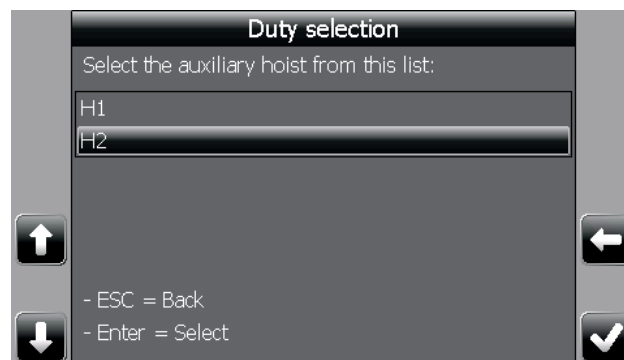 Duty selection
Select the auxiliary hoist from this list:
H1
H2
- ESC = Back
- Enter = Select